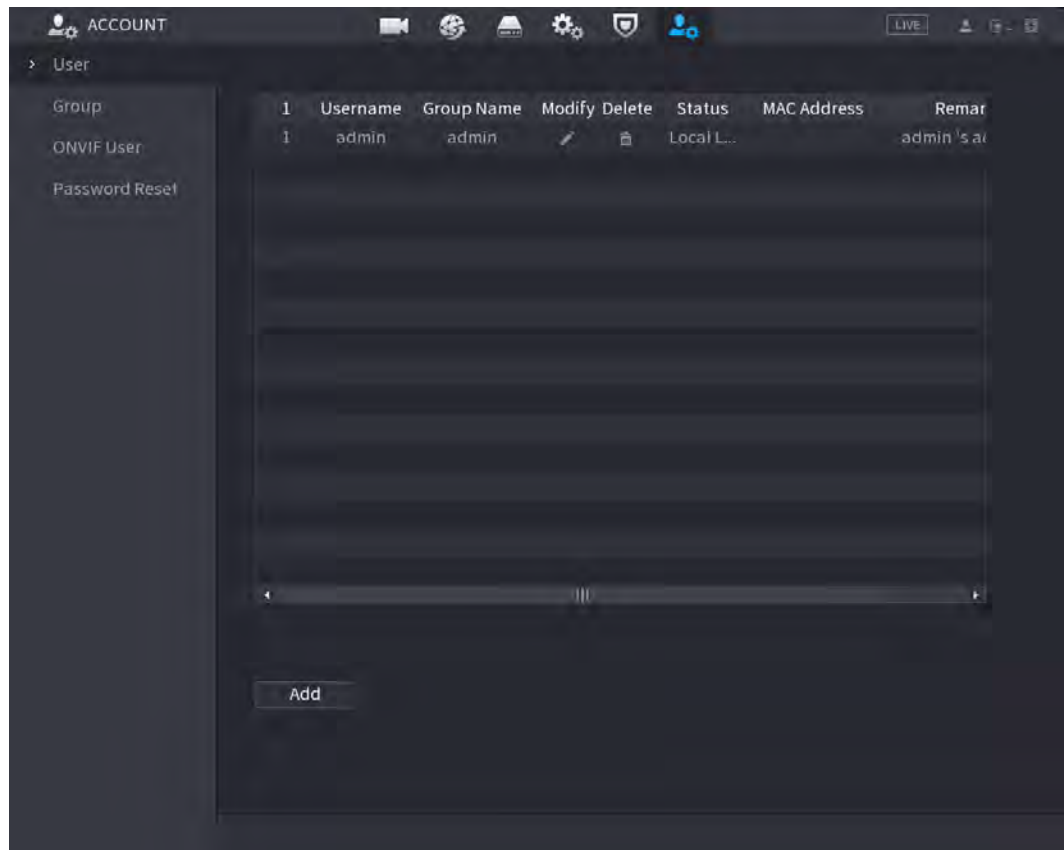 ACCOUNT LIVE
User
Group
ONVIF User
Password Reset
1 Username Group Name Modify Delete Status MAC Address Remar
1 admin admin Local L... admin 's a
Add